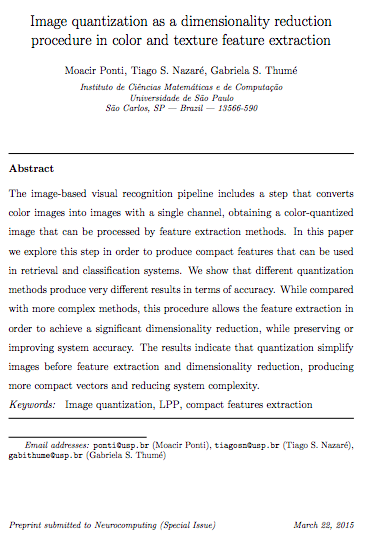 Image quantization as a dimensionality reduction
procedure in color and texture feature extraction
Moacir Ponti, Tiago S. Nazaré, Gabriela S. Thumé
Instituto de Ciências Matemáticas e de Computação
Universidade de São Paulo
São Carlos, SP — Brazil — 13566-590
Abstract
The image-based visual recognition pipeline includes a step that converts
color images into images with a single channel, obtaining a color-quantized
image that can be processed by feature extraction methods. In this paper
we explore this step in order to produce compact features that can be used
in retrieval and classification systems. We show that different quantization
methods produce very different results in terms of accuracy. While compared
with more complex methods, this procedure allows the feature extraction in
order to achieve a significant dimensionality reduction, while preserving or
improving system accuracy. The results indicate that quantization simplify
images before feature extraction and dimensionality reduction, producing
more compact vectors and reducing system complexity.
Keywords: Image quantization, LPP, compact features extraction
Email addresses: ponti@usp.br (Moacir Ponti), tiagosn@usp.br (Tiago S. Nazaré),
gabithume@usp.br (Gabriela S. Thumé)
Preprint submitted to Neurocomputing (Special Issue) March 22, 2015